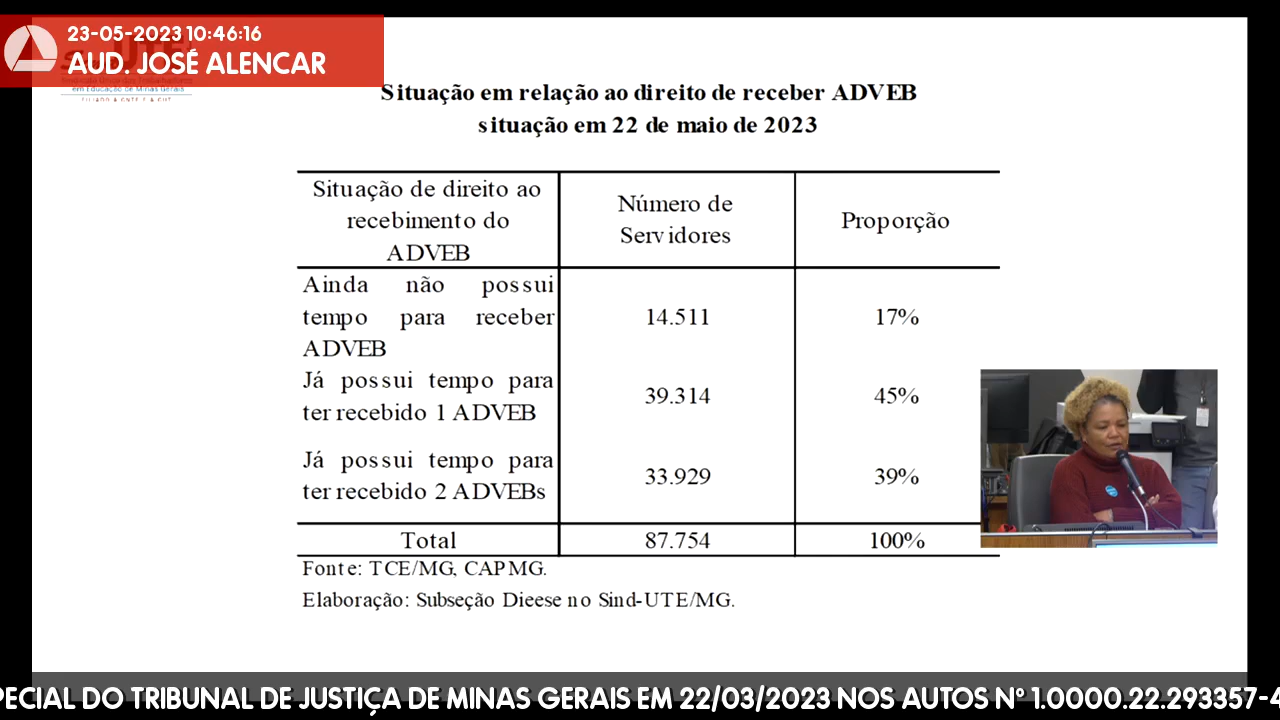 23-05-2023 10:46:16
AUD. JOSÉ ALENCAR
em Educação de Minas Gerais
Situação em relação ao direito de receber ADVEB
situação em 22 de maio de 2023
Situação de direito ao
recebimento do
ADVEB
Número de
Servidores
Proporção
Ainda não possui
tempo para receber
ADVEB
14.511
17%
Já possui tempo para
ter recebido 1 ADVEB
39.314
45%
Já possui tempo para
ter recebido 2 ADVEBs
33.929
39%
Total
87.754
100%
Fonte: TCE/MG, CAPMG.
Elaboração: Subseção Dieese no Sind-UTE/MG.
PECIAL DO TRIBUNAL DE JUSTIÇA DE MINAS GERAIS EM 22/03/2023 NOS AUTOS Nº 1.0000.22.293357-4